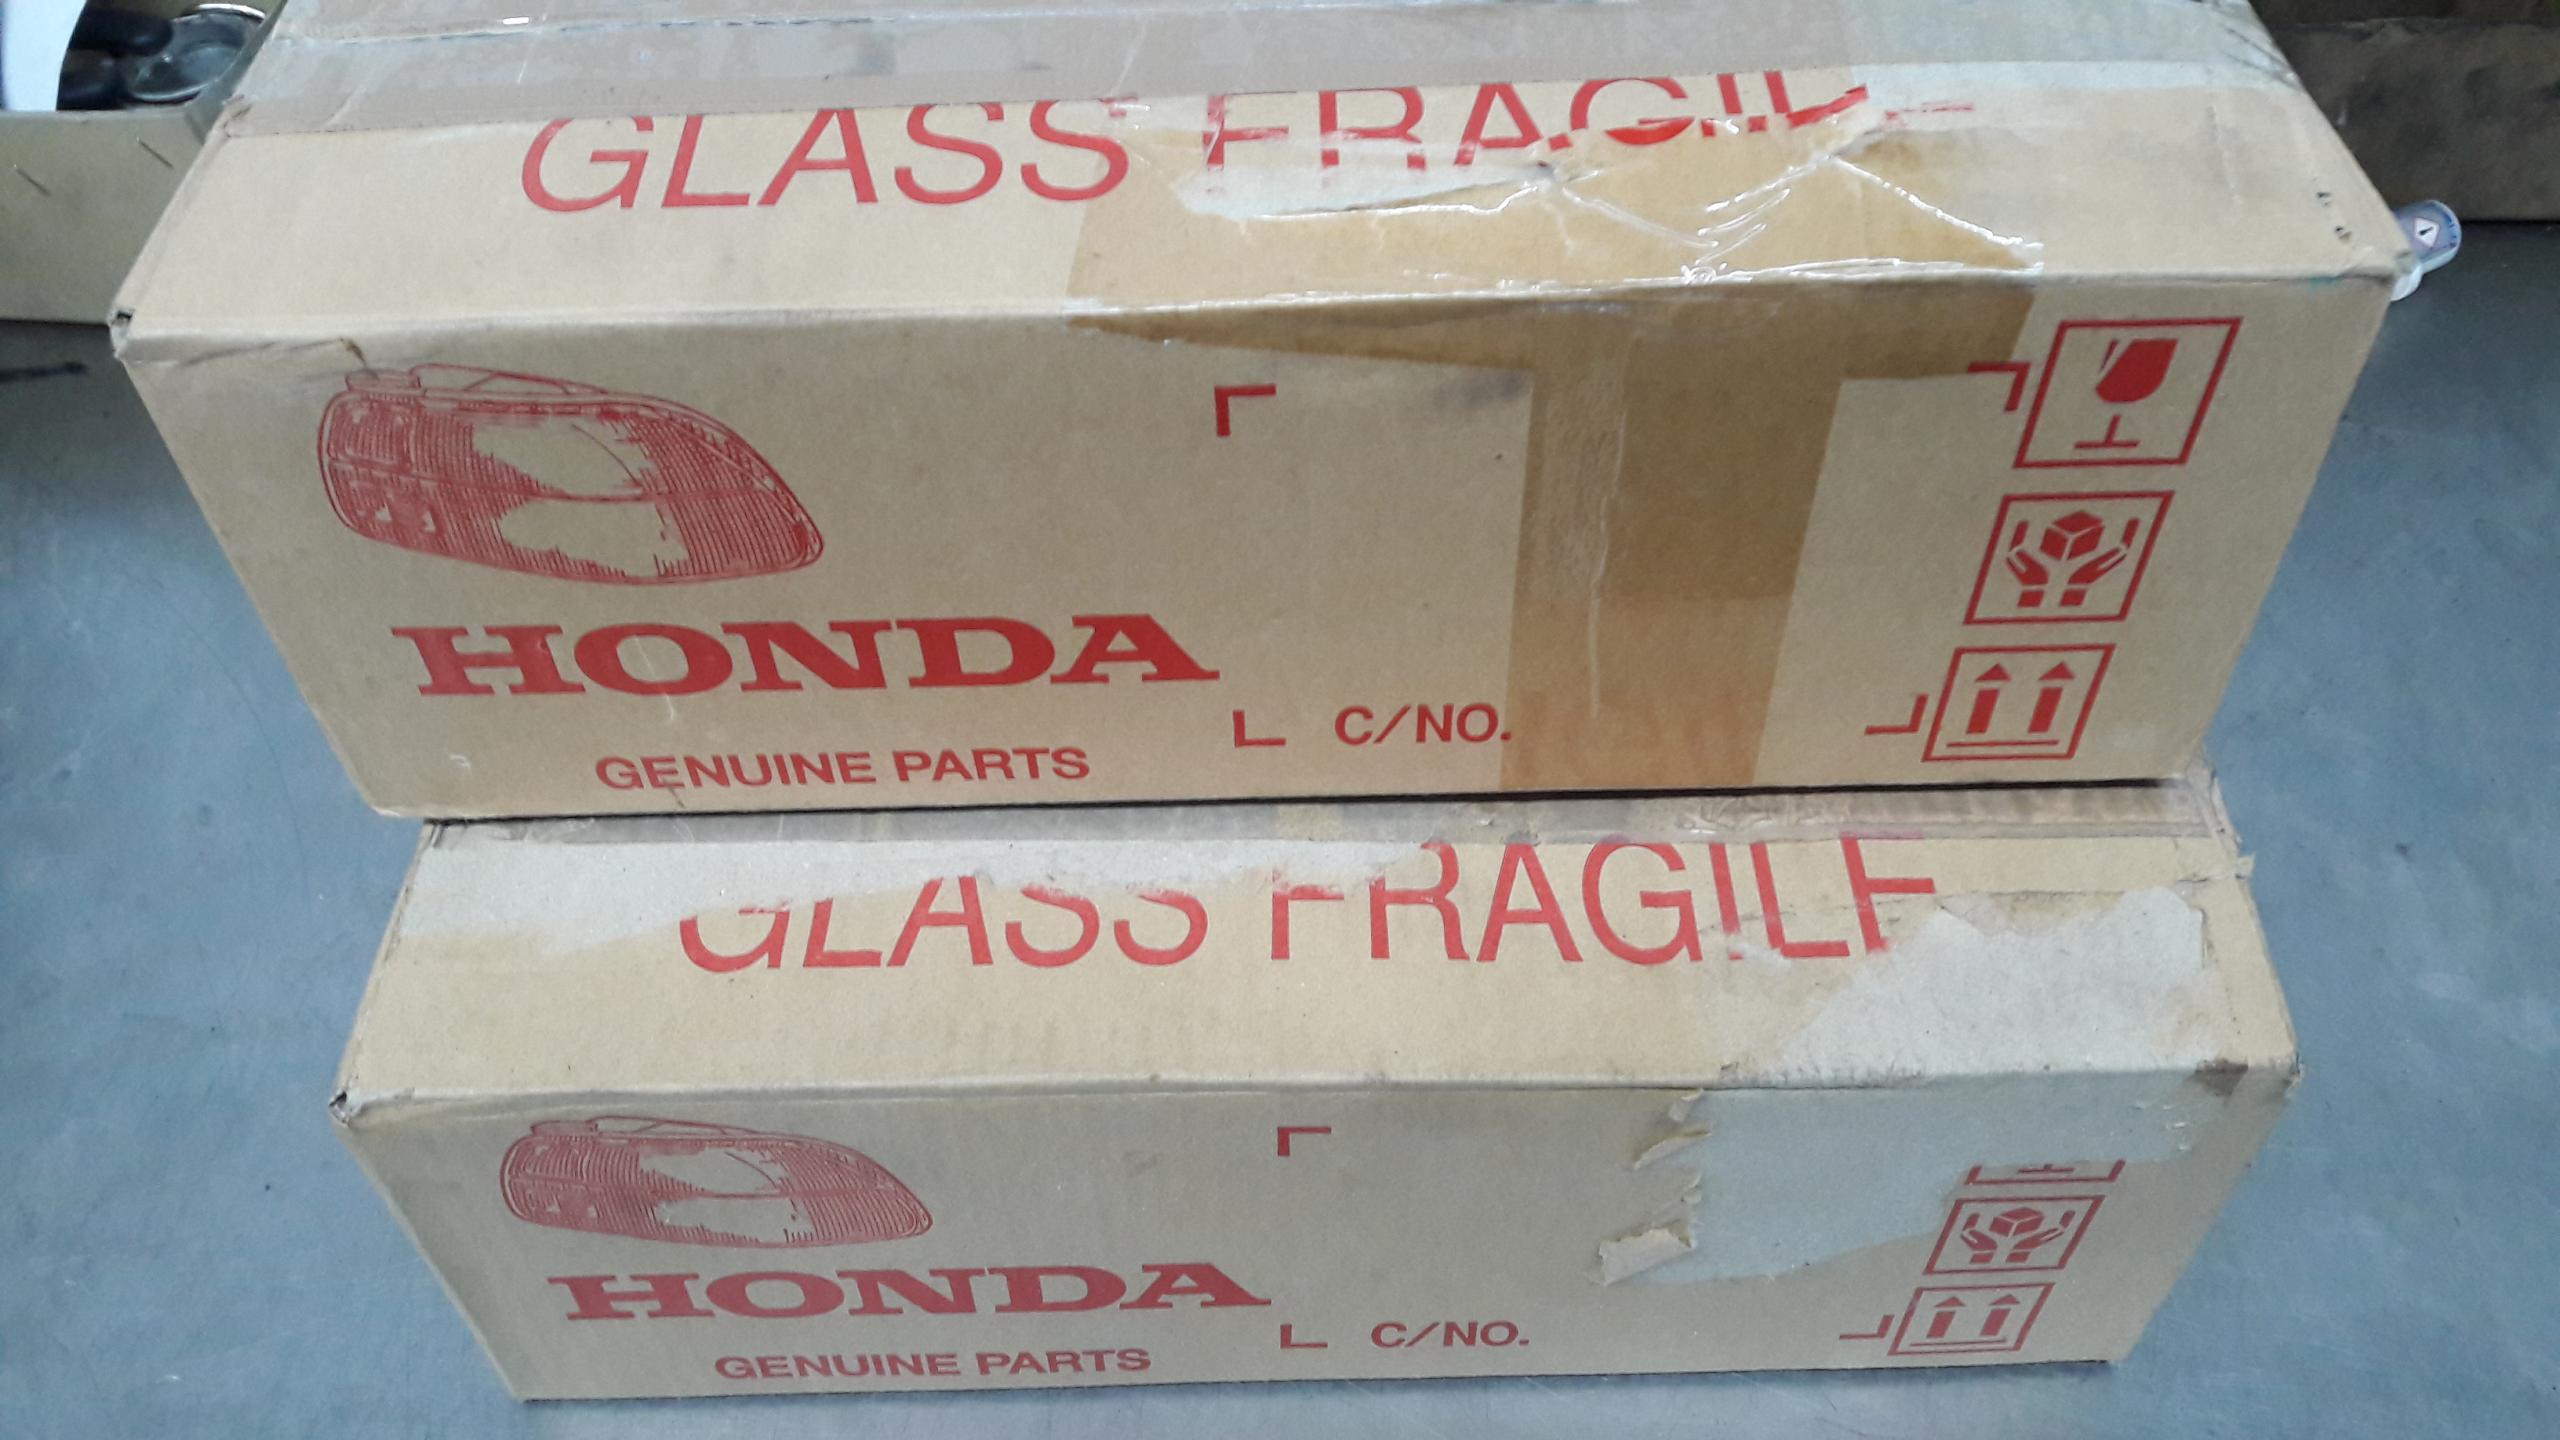 GLASS FRAGILE
HONDA
GENUINE PARTS
C/NO.
GLASS FRAGILE
HONDA
GENUINE PARTS
C/NO.